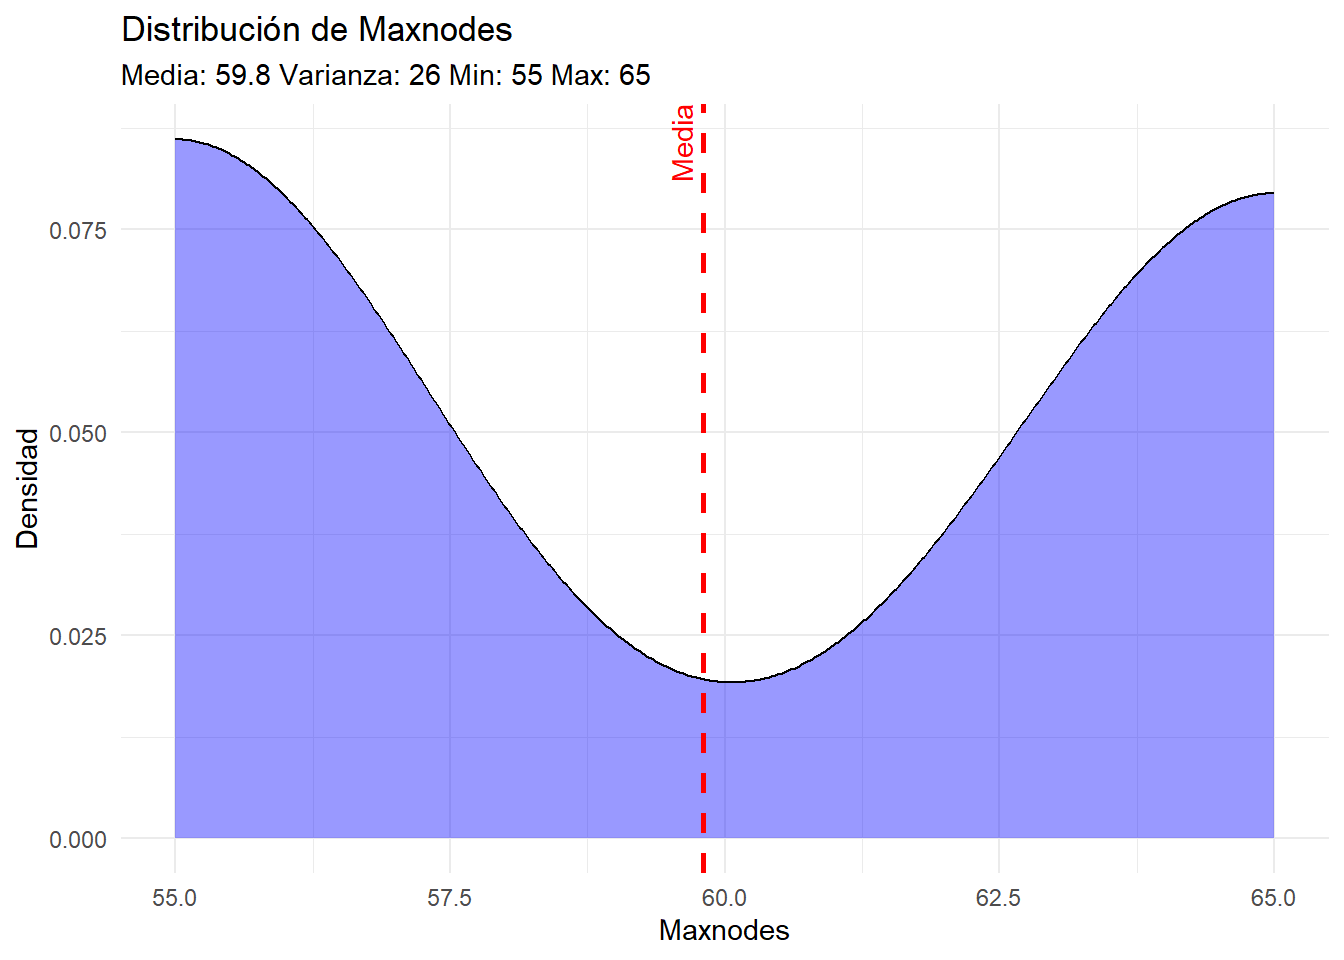 Distribución de Maxnodes
Media: 59.8 Varianza: 26 Min: 55 Max: 65
Media
Densidad
0.075
0.050
0.025
0.000
55.0 57.5 60.0 62.5 65.0
Maxnodes